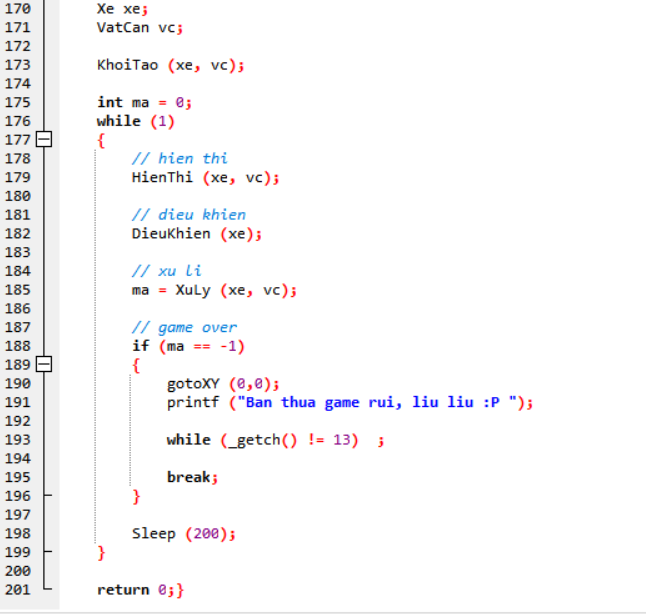 170 Xe xe;
171 VatCan vc;
172
173 KhoiTao (xe, vc);
174
175 int ma = 0;
176 while (1)
177 {
178 // hien thi
179 HienThi (xe, vc);
180
181 // dieu khien
182 DieuKhien (xe);
183
184 // xu li
185 ma = XuLy (xe, vc);
186
187 // game over
188 if (ma == -1)
189 {
190 gotoXY (0,0);
191 printf ("Ban thua game rui, liu liu :P ");
192
193 while (_getch() != 13)  ;
194
195 break;
196 }
197
198 Sleep (200);
199 }
200
201 return 0;}